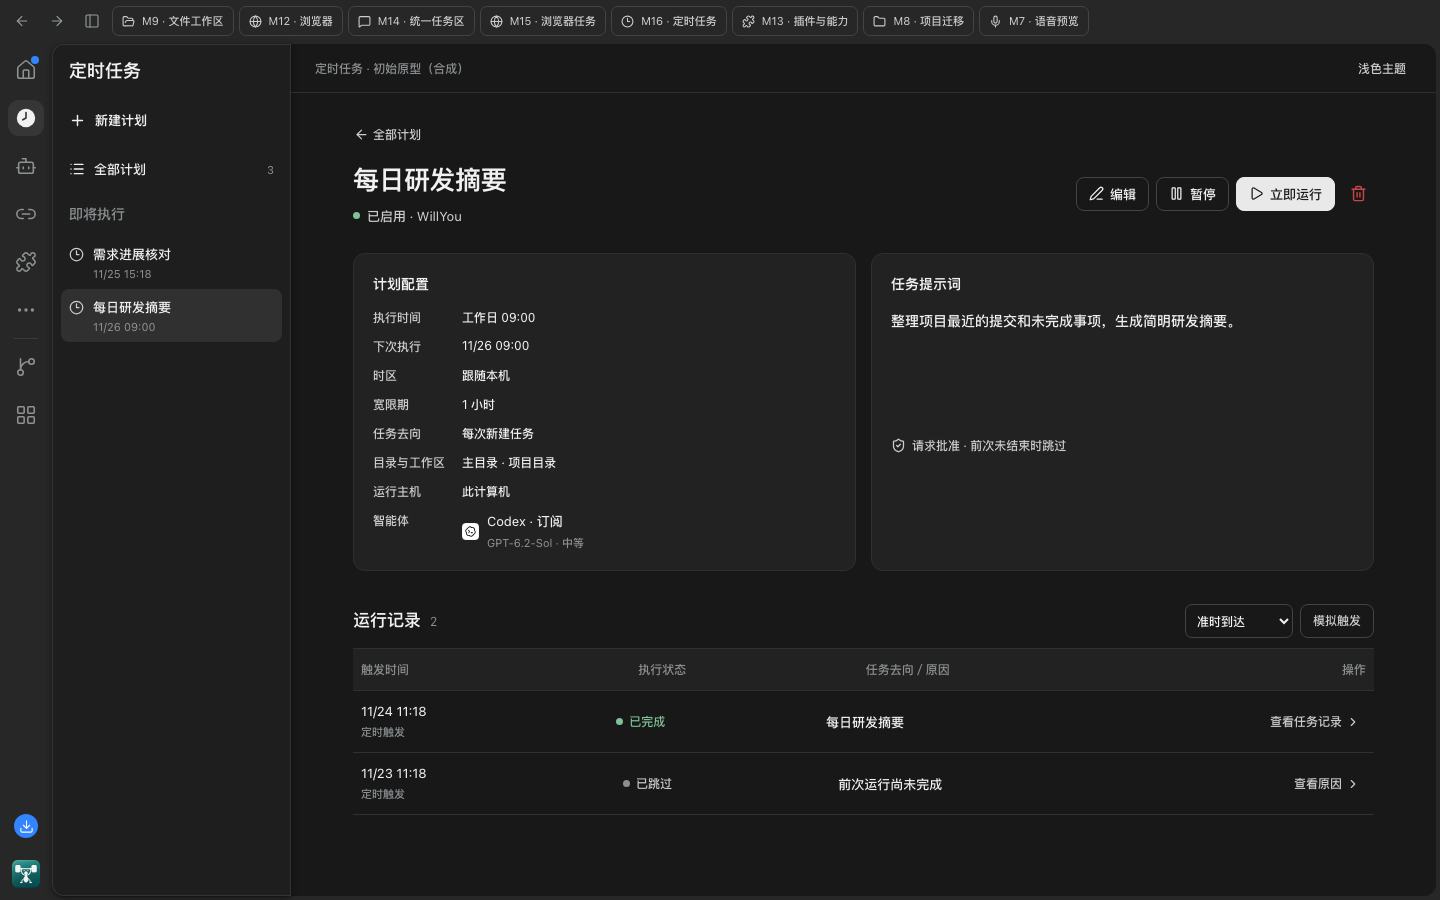 M9 · 文件工作区
M12 · 浏览器
M14 · 统一任务区
M15 · 浏览器任务
M16 · 定时任务
M13 · 插件与能力
M8 · 项目迁移
M7 · 语音预览
定时任务
新建计划
全部计划 3
即将执行
需求进展核对
11/25 15:18
每日研发摘要
11/26 09:00
定时任务 · 初始原型（合成）
浅色主题
全部计划
每日研发摘要
已启用 · WillYou
编辑
暂停
立即运行
计划配置
执行时间 工作日 09:00
下次执行 11/26 09:00
时区 跟随本机
宽限期 1 小时
任务去向 每次新建任务
目录与工作区 主目录 · 项目目录
运行主机 此计算机
智能体 Codex · 订阅
GPT-6.2-Sol · 中等
任务提示词
整理项目最近的提交和未完成事项，生成简明研发摘要。
请求批准 · 前次未结束时跳过
运行记录 2
准时到达
模拟触发
触发时间 执行状态 任务去向 / 原因 操作
11/24 11:18
定时触发
已完成
每日研发摘要
查看任务记录
11/23 11:18
定时触发
已跳过
前次运行尚未完成
查看原因